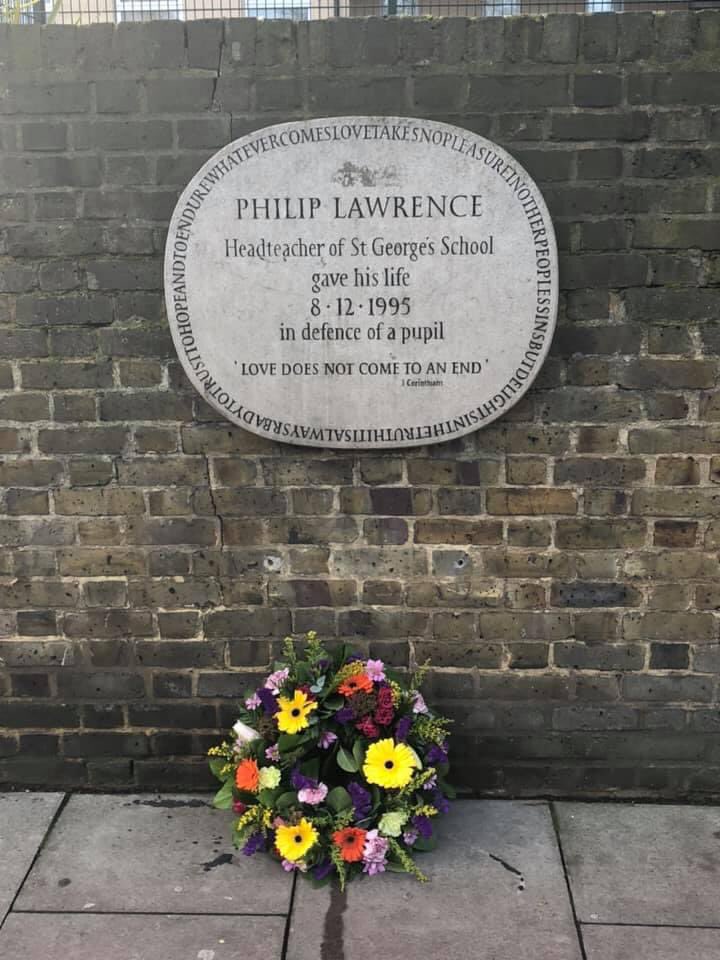 LOVETAKESNOPLEASUREINOTHERPEOPLESSINSBUTDELIGHTSINTHETRUTHITISALWAYSREADYTOTRUSTTOHOPEANDTOENDUREWHATEVERCOMES
PHILIP LAWRENCE
Headteacher of St George's School
gave his life
8·12·1995
in defence of a pupil
'LOVE DOES NOT COME TO AN END'
1 Corinthians